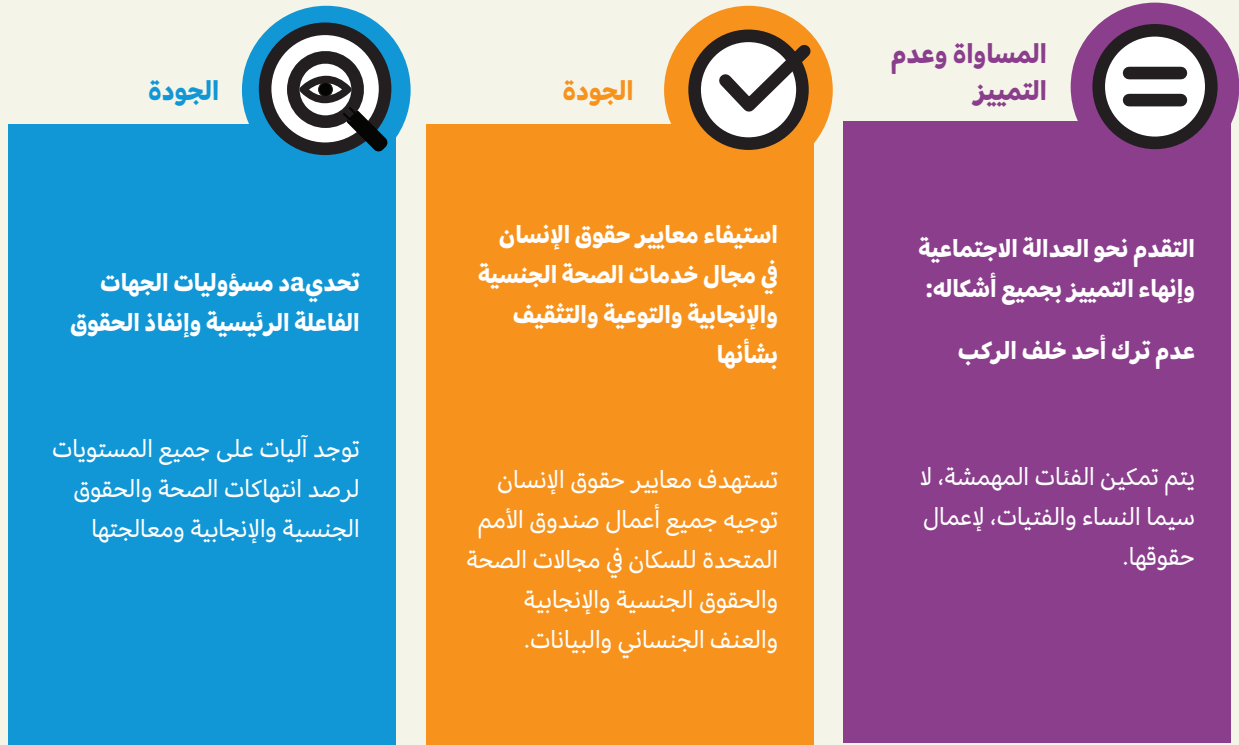 المساواة وعدم
التمييز
التقدم نحو العدالة الاجتماعية
وإنهاء التمييز بجميع أشكاله:
عدم ترك أحد خلف الركب
يتم تمكين الفئات المهمشة، لا
سيما النساء والفتيات، لإعمال
حقوقها.
الجودة
استيفاء معايير حقوق الإنسان
في مجال خدمات الصحة الجنسية
والإنجابية والتوعية والتثقيف
بشأنها
تستهدف معايير حقوق الإنسان
توجيه جميع أعمال صندوق الأمم
المتحدة للسكان في مجالات الصحة
والحقوق الجنسية والإنجابية
والعنف الجنساني والبيانات.
الجودة
تحديaد مسؤوليات الجهات
الفاعلة الرئيسية وإنفاذ الحقوق
توجد آليات على جميع المستويات
لرصد انتهاكات الصحة والحقوق
الجنسية والإنجابية ومعالجتها